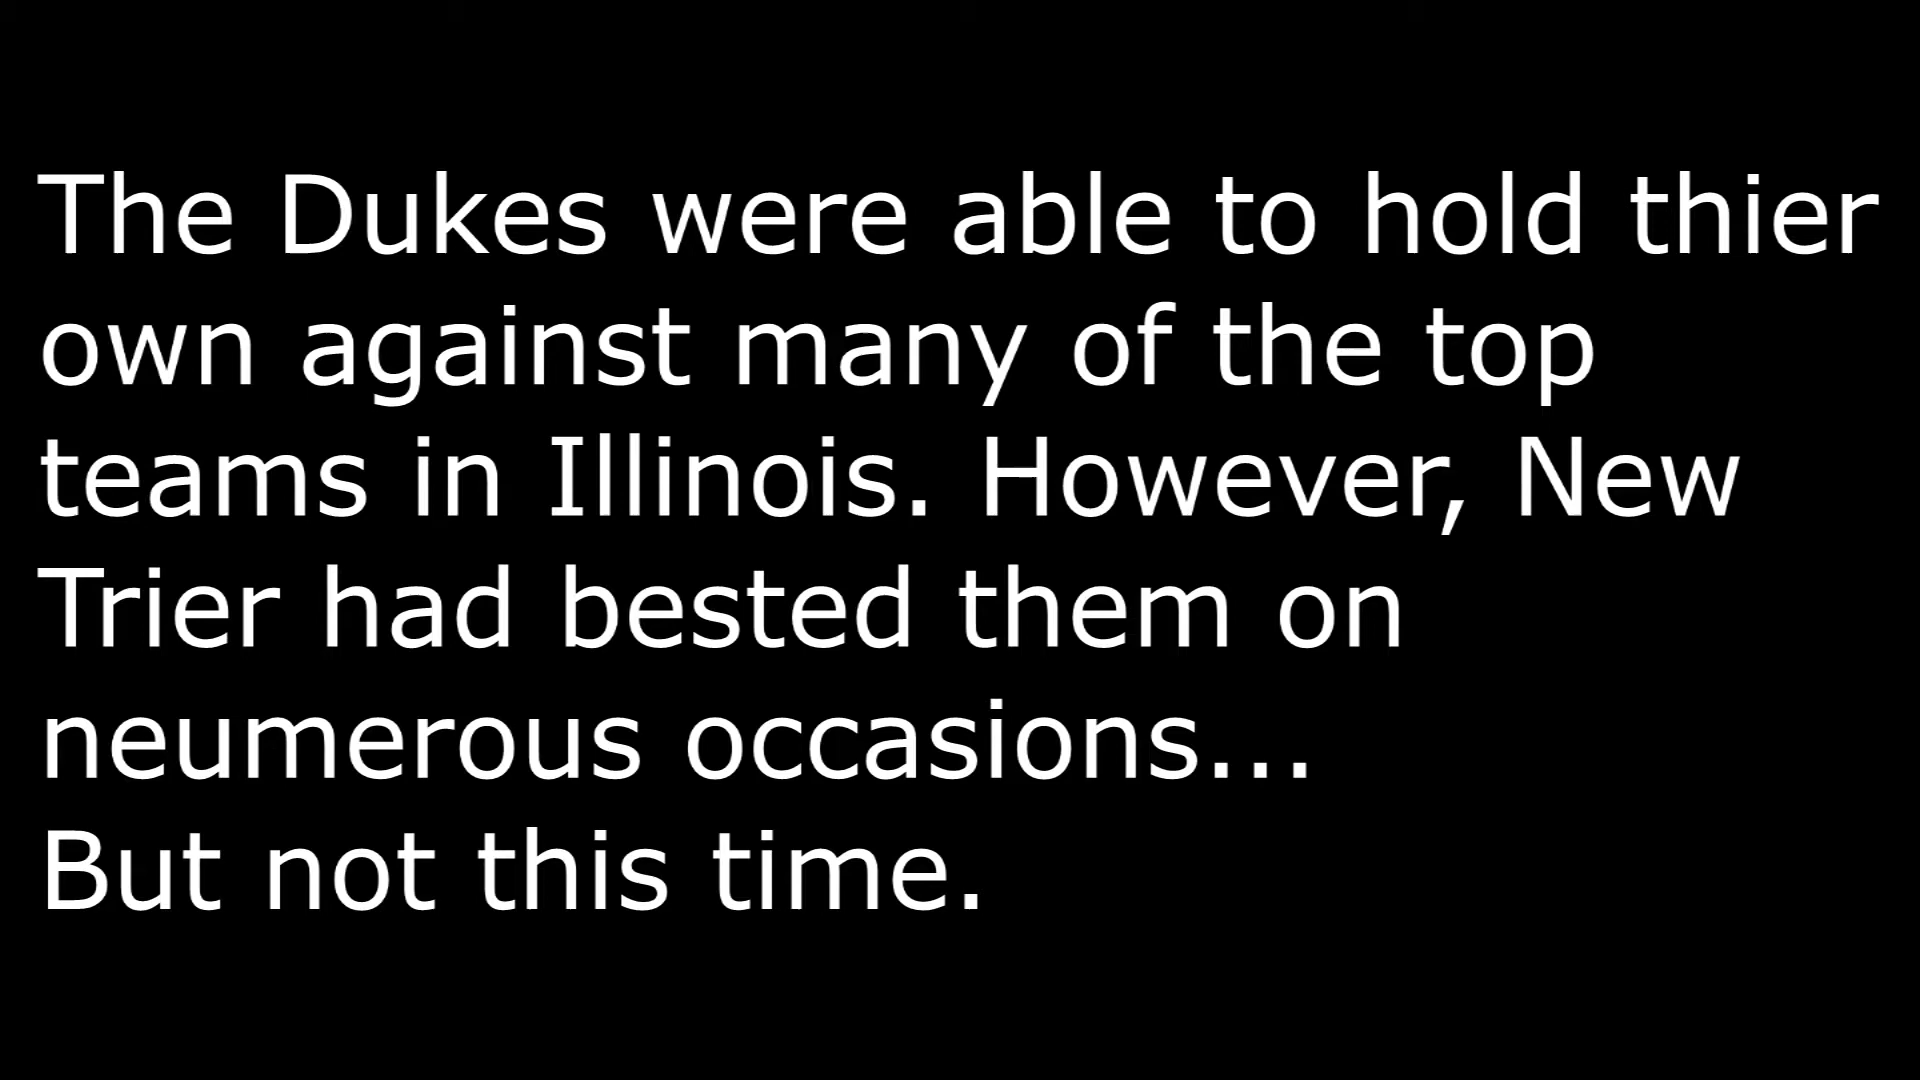 The Dukes were able to hold thier
own against many of the top
teams in Illinois. However, New
Trier had bested them on
neumerous occasions...
But not this time.